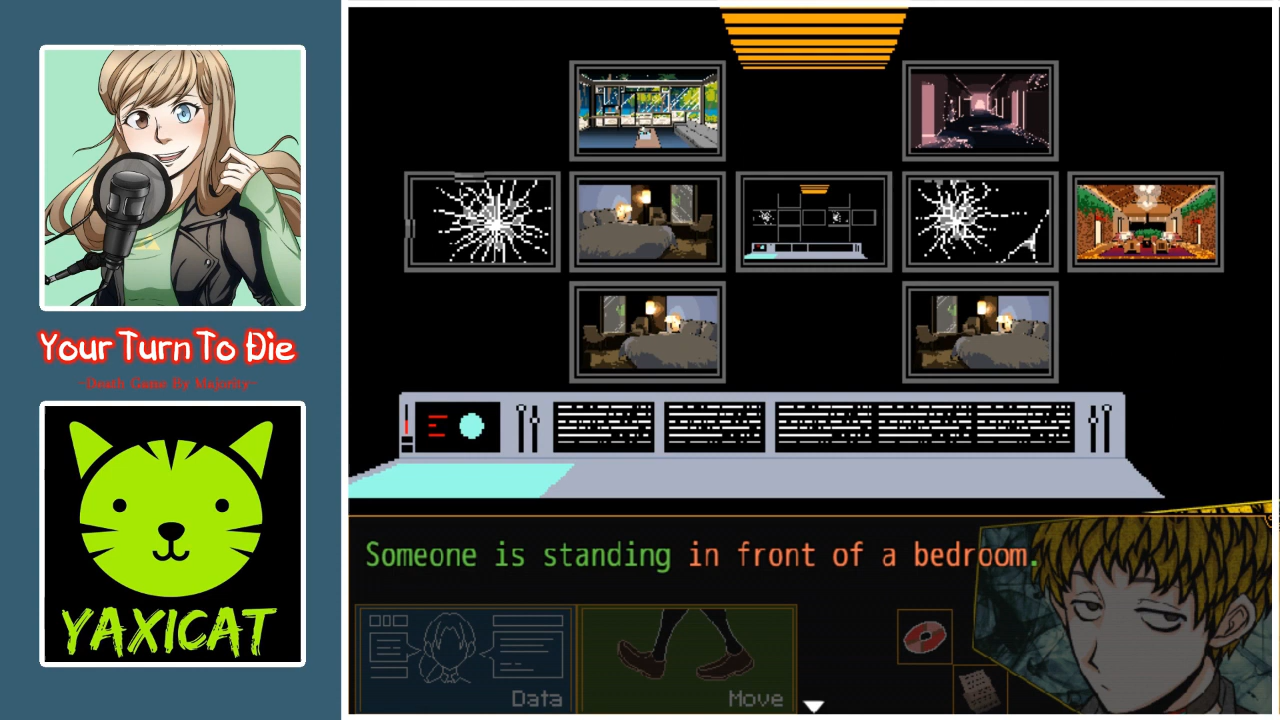 Your Turn To Die
-Death Game By Majority-
YAXICAT
Someone is standing in front of a bedroom.
Data
Move